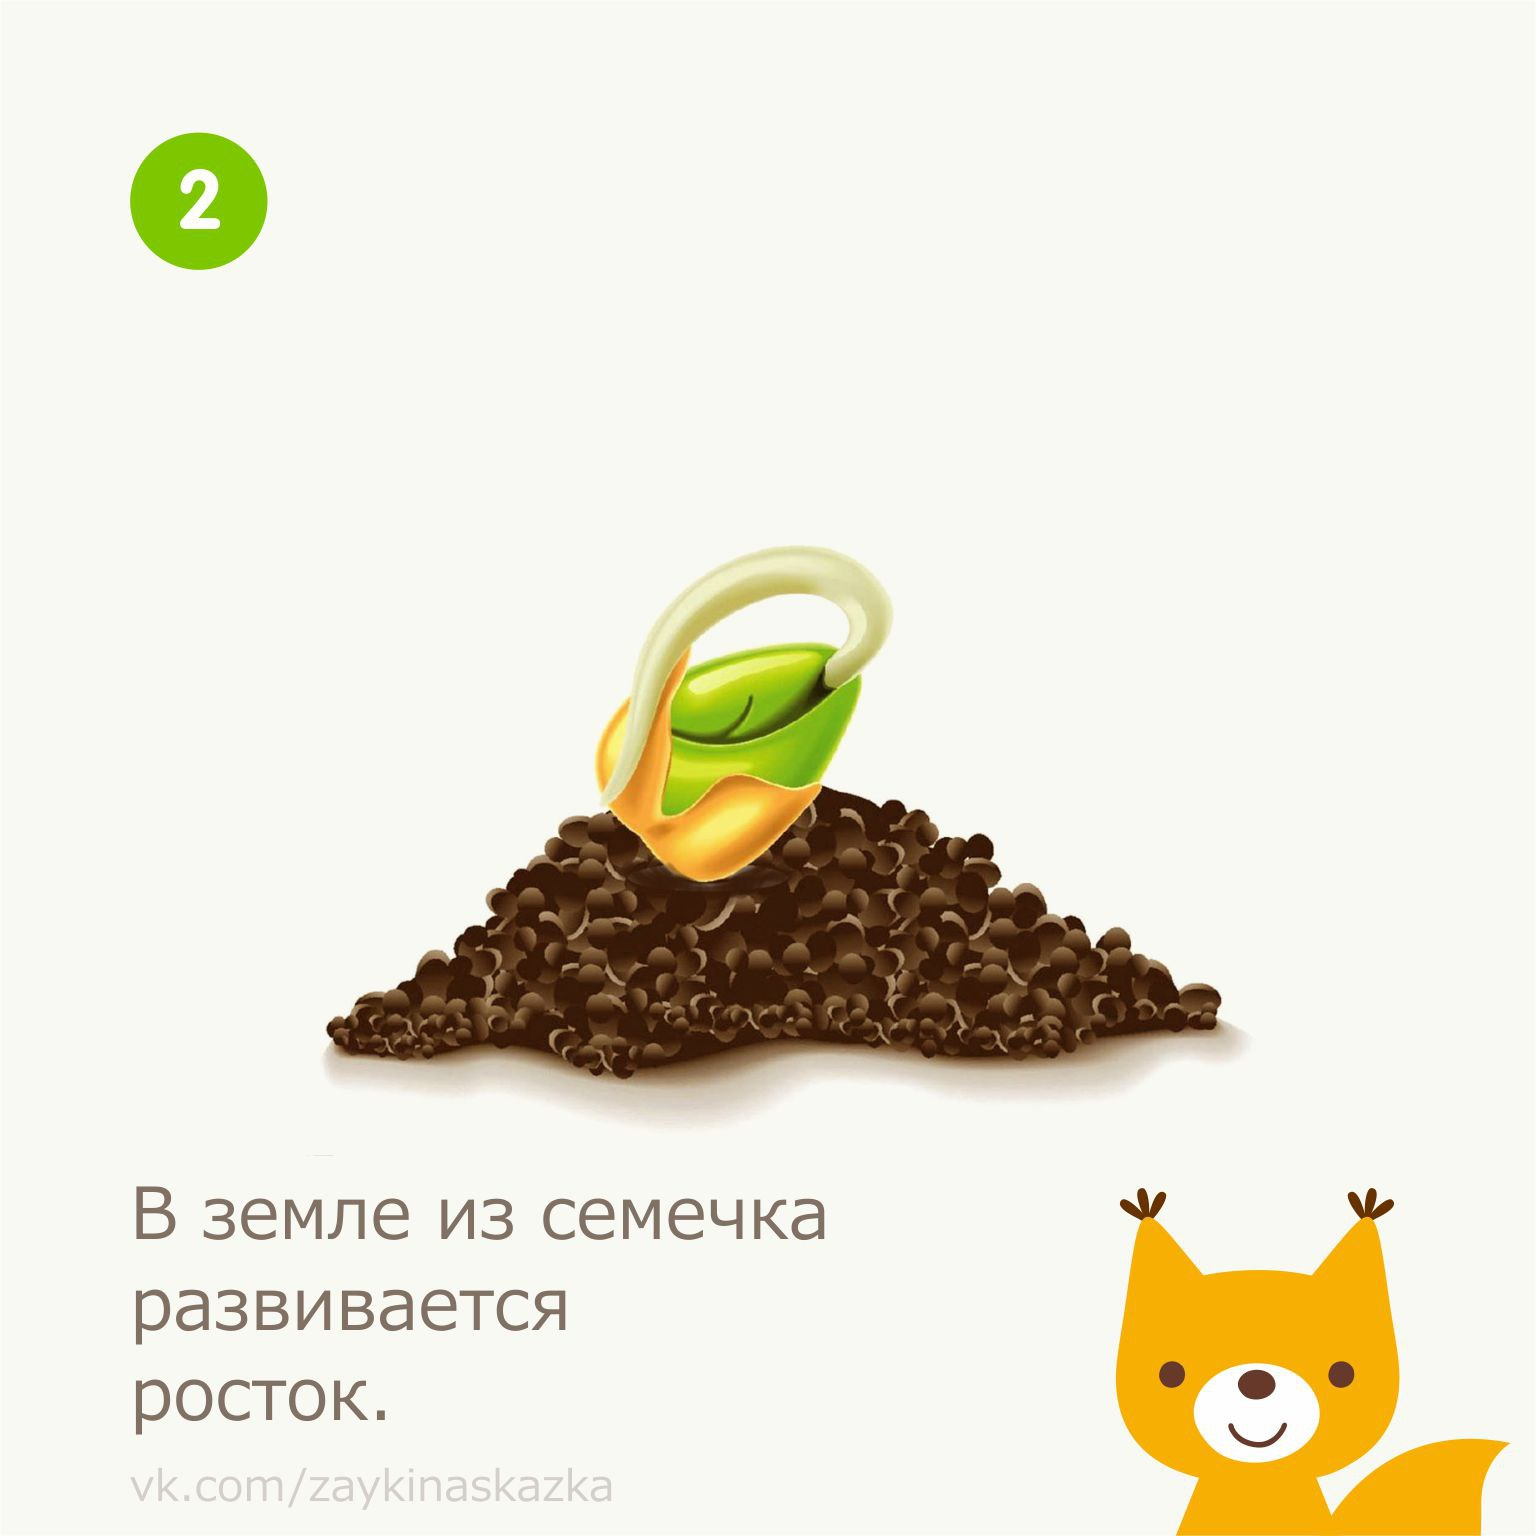 2
В земле из семечка
развивается
росток.
vk.com/zaykinaskazka